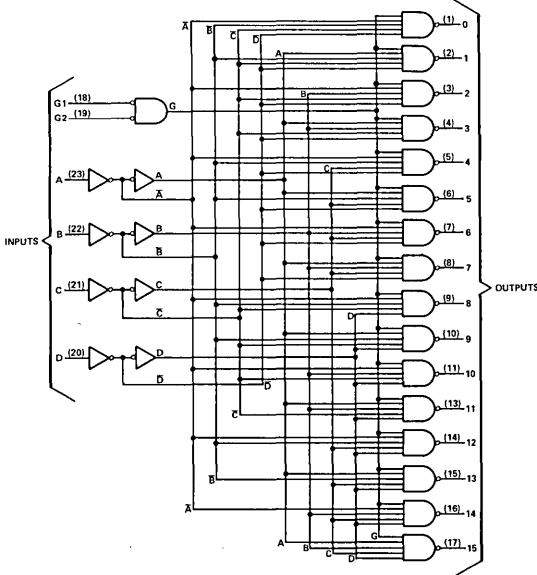 A̅ B̅ C̅ D̅ (1) 0
A (2) 1
B (3) 2
G1 (18) G
G2 (19)
(4) 3
C (5) 4
A (23) A
A̅
(6) 5
B (22) B
B̅
(7) 6
INPUTS
C (21) C
C̅
(8) 7
OUTPUTS
D (9) 8
D (20) D
D̅ D̅
(10) 9
(11) 10
C̅ (13) 11
(14) 12
B̅ (15) 13
A̅ (16) 14
G
A B C D (17) 15